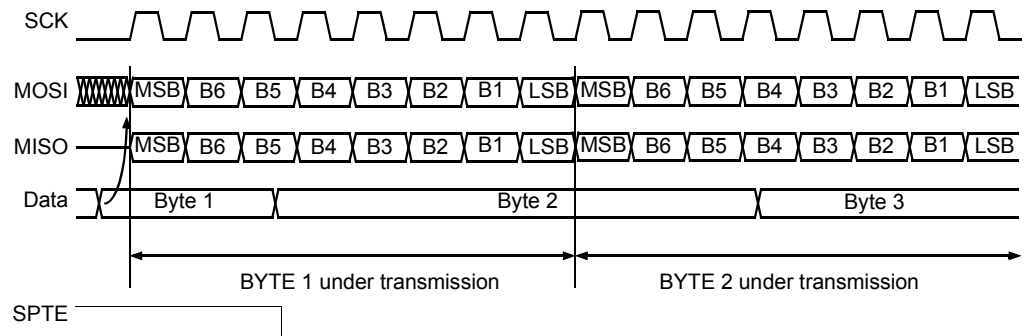 SCK
MOSI MSB B6 B5 B4 B3 B2 B1 LSB MSB B6 B5 B4 B3 B2 B1 LSB
MISO MSB B6 B5 B4 B3 B2 B1 LSB MSB B6 B5 B4 B3 B2 B1 LSB
Data Byte 1 Byte 2 Byte 3
BYTE 1 under transmission BYTE 2 under transmission
SPTE